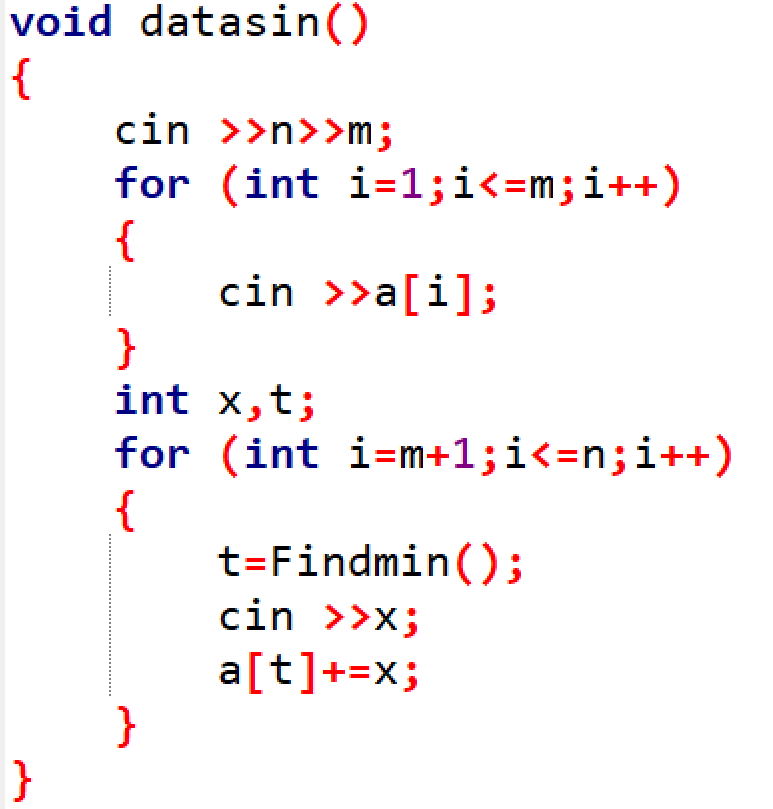 void datasin()
{
    cin >>n>>m;
    for (int i=1;i<=m;i++)
    {
        cin >>a[i];
    }
    int x,t;
    for (int i=m+1;i<=n;i++)
    {
        t=Findmin();
        cin >>x;
        a[t]+=x;
    }
}